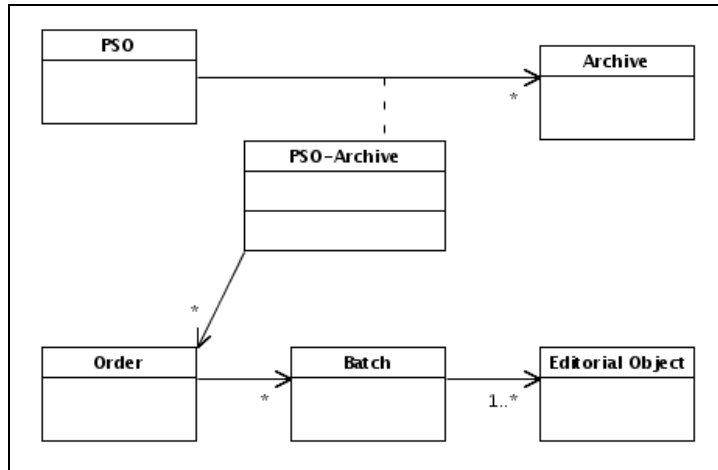 PSO
Archive
*
PSO-Archive
*
Order
Batch
Editorial Object
*
1..*